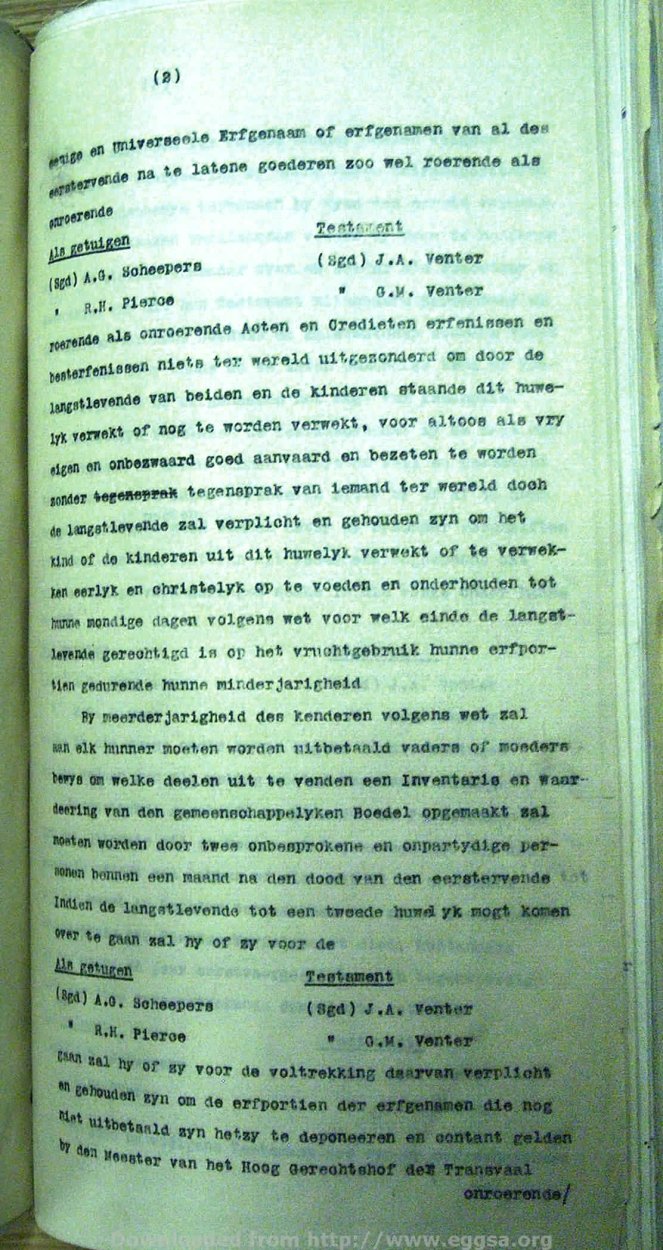 (2)
eenige en universeele Erfgenaam of erfgenamen van al des
eerstervende na te latene goederen zoo wel roerende als
onroerende
Als getuigen Testament
(Sgd) A.G. Scheepers (Sgd) J.A. Venter
" R.H. Pierce " G.M. Venter
roerende als onroerende Acten en Credieten erfenissen en
besterfenissen niets ter wereld uitgezonderd om door de
langstlevende van beiden en de kinderen staande dit huwe-
lyk verwekt of nog te worden verwekt, voor altoos als vry
eigen en onbezwaard goed aanvaard en bezeten te worden
zonder tegensprak tegensprak van iemand ter wereld doch
de langstlevende zal verplicht en gehouden zyn om het
kind of de kinderen uit dit huwelyk verwekt of te verwek-
ken eerlyk en christelyk op te voeden en onderhouden tot
hunne mondige dagen volgens wet voor welk einde de langst-
levende gerechtigd is op het vruchtgebruik hunne erfpor-
tien gedurende hunne minderjarigheid
By meerderjarigheid des kenderen volgens wet zal
aan elk hunner moeten worden uitbetaald vaders of moeders
bewys om welke deelen uit te venden een Inventaris en waar-
deering van den gemeenschappelyken Boedel opgemaakt zal
moeten worden door twee onbesprokene en onpartydige per-
sonen bennen een maand na den dood van den eerstervende
Indien de langstlevende tot een tweede huwelyk mogt komen
over te gaan zal hy of zy voor de
Als getugen Testament
(Sgd) A.G. Scheepers (Sgd) J.A. Venter
" R.H. Pierce " G.M. Venter
gaan zal hy of zy voor de voltrekking daarvan verplicht
en gehouden zyn om de erfportien der erfgenamen die nog
niet uitbetaald zyn hetzy te deponeeren en contant gelden
by den Meester van het Hoog Gerechtshof der Transvaal
onroerende/
Downloaded from http://www.eggsa.org